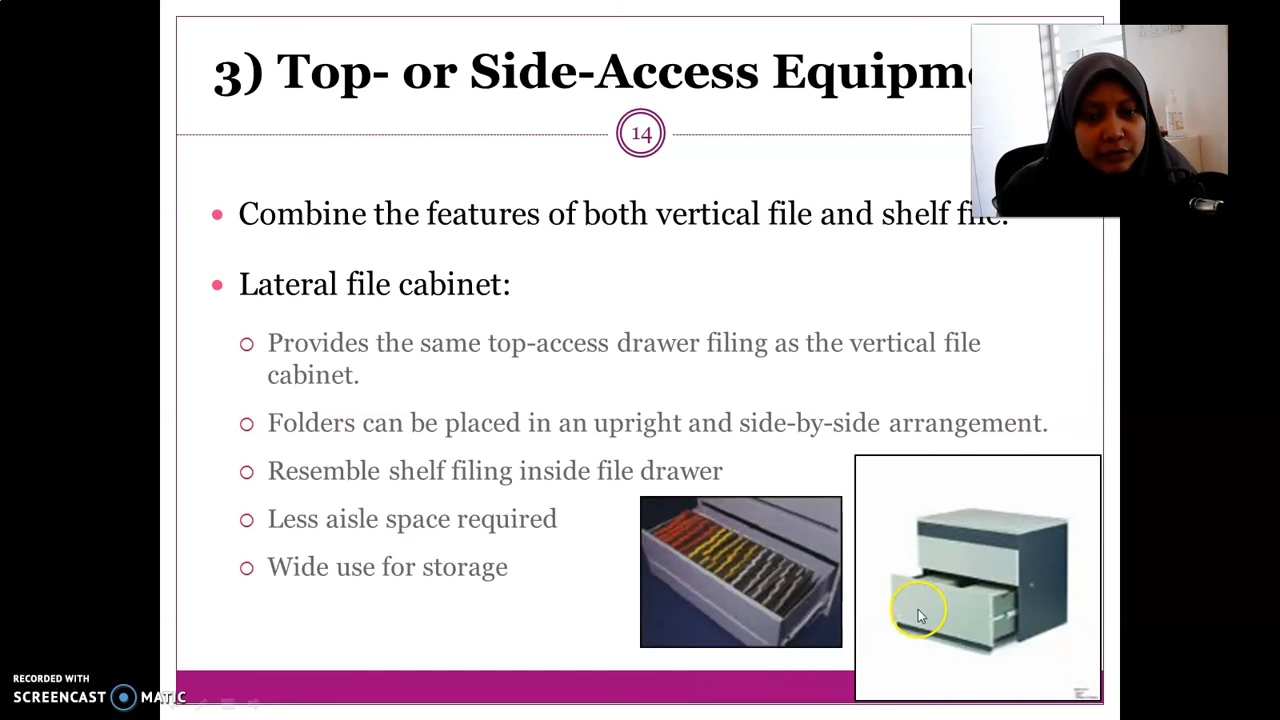 3) Top- or Side-Access
14
Combine the features of both vertical file and shelf file.
Lateral file cabinet:
Provides the same top-access drawer filing as the vertical file
cabinet.
Folders can be placed in an upright and side-by-side arrangement.
Resemble shelf filing inside file drawer
Less aisle space required
Wide use for storage
RECORDED WITH
SCREENCAST MATIC